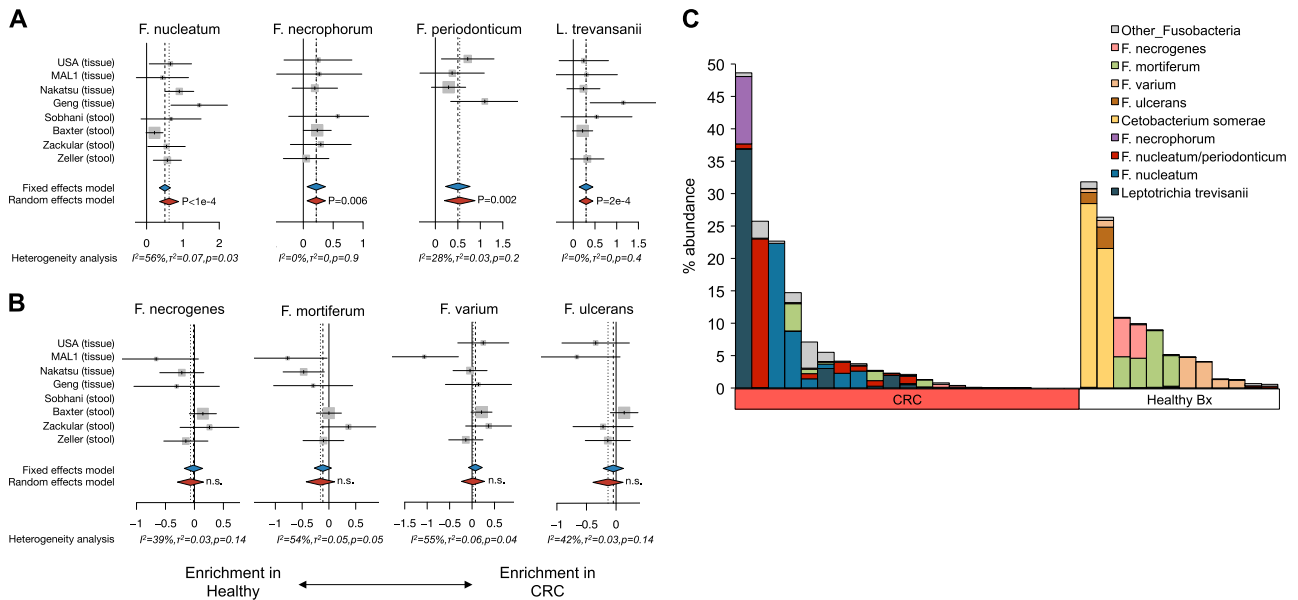 A
F. nucleatum
F. necrophorum
F. periodonticum
L. trevansanii
USA (tissue)
MAL1 (tissue)
Nakatsu (tissue)
Geng (tissue)
Sobhani (stool)
Baxter (stool)
Zackular (stool)
Zeller (stool)
Fixed effects model
Random effects model
P<1e-4
P=0.006
P=0.002
P=2e-4
0 1 2
0 0.5 1
0 0.5 1 1.5
0 0.5 1 1.5
Heterogeneity analysis
I²=56%,τ²=0.07,p=0.03
I²=0%,τ²=0,p=0.9
I²=28%,τ²=0.03,p=0.2
I²=0%,τ²=0,p=0.4
B
F. necrogenes
F. mortiferum
F. varium
F. ulcerans
USA (tissue)
MAL1 (tissue)
Nakatsu (tissue)
Geng (tissue)
Sobhani (stool)
Baxter (stool)
Zackular (stool)
Zeller (stool)
Fixed effects model
Random effects model
n.s.
n.s.
n.s.
n.s.
−1 −0.5 0 0.5
−1 −0.5 0 0.5
−1.5 −1 −0.5 0 0.5
−1 −0.5 0
Heterogeneity analysis
I²=39%,τ²=0.03,p=0.14
I²=54%,τ²=0.05,p=0.05
I²=55%,τ²=0.06,p=0.04
I²=42%,τ²=0.03,p=0.14
Enrichment in
Healthy
Enrichment in
CRC
C
Other_Fusobacteria
F. necrogenes
F. mortiferum
F. varium
F. ulcerans
Cetobacterium somerae
F. necrophorum
F. nucleatum/periodonticum
F. nucleatum
Leptotrichia trevisanii
% abundance
50
45
40
35
30
25
20
15
10
5
0
CRC
Healthy Bx